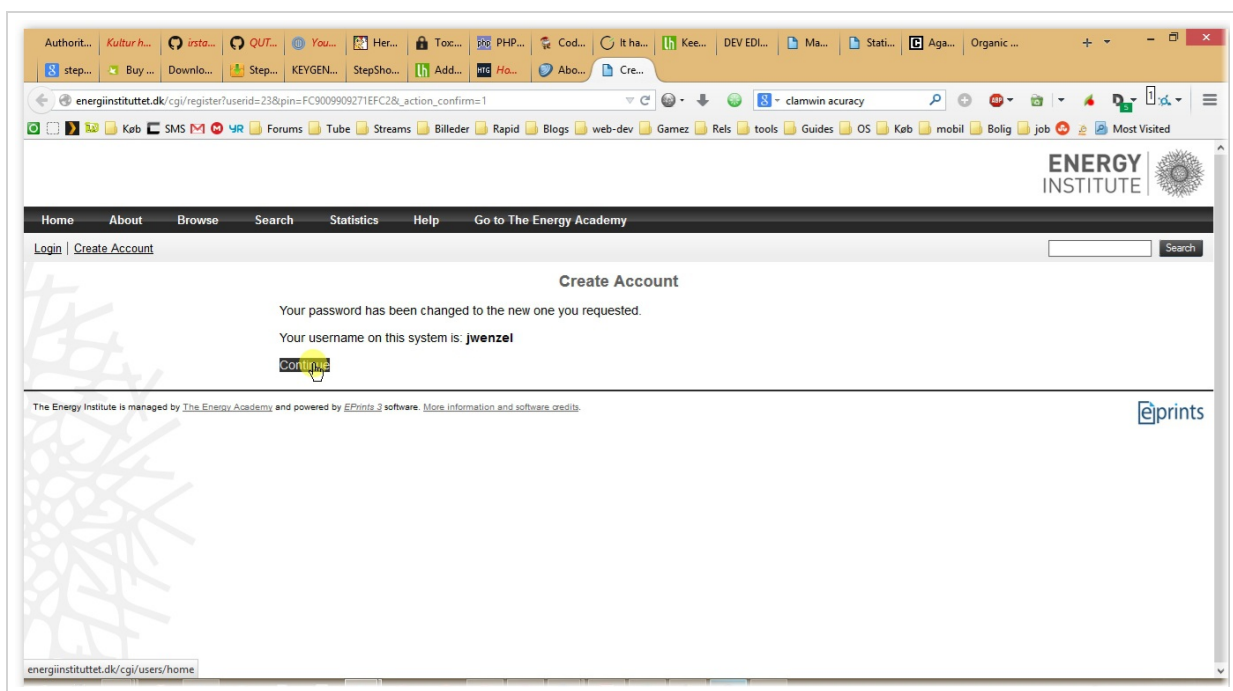 Authorit... Kultur h... irsta... QUT... You... Her... Tox... PHP... Cod... It ha... Kee... DEV EDI... Ma... Stati... Aga... Organic ...
step... Buy ... Downlo... Step... KEYGEN... StepSho... Add... HTG Ho... Abo... Cre...
energiinstituttet.dk/cgi/register?userid=23&pin=FC9009909271EFC2&_action_confirm=1 8 clamwin acuracy ABP 5 1
Køb SMS YR Forums Tube Streams Billeder Rapid Blogs web-dev Gamez Rels tools Guides OS Køb mobil Bolig job Most Visited
ENERGY
INSTITUTE
Home About Browse Search Statistics Help Go to The Energy Academy
Login | Create Account Search
Create Account
Your password has been changed to the new one you requested.
Your username on this system is: jwenzel
Continue
The Energy Institute is managed by The Energy Academy and powered by EPrints 3 software. More information and software credits.
eprints
energiinstituttet.dk/cgi/users/home